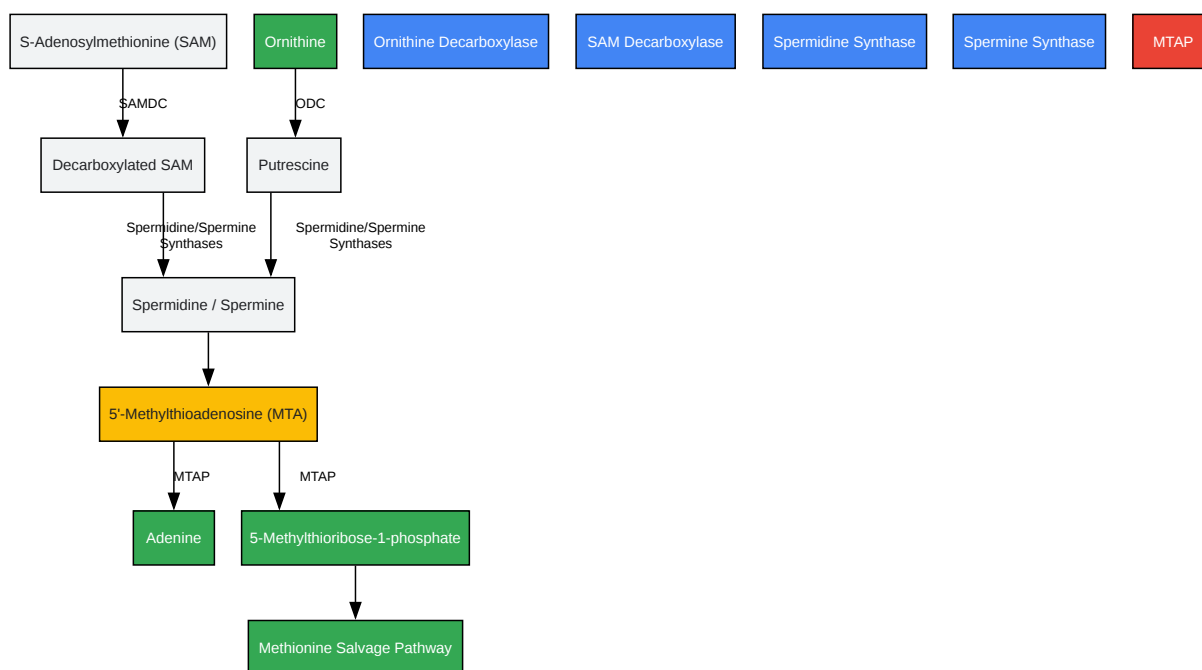 S-Adenosylmethionine (SAM)
Ornithine
Ornithine Decarboxylase
SAM Decarboxylase
Spermidine Synthase
Spermine Synthase
MTAP
SAMDC
ODC
Decarboxylated SAM
Putrescine
Spermidine/Spermine
Synthases
Spermidine/Spermine
Synthases
Spermidine / Spermine
5'-Methylthioadenosine (MTA)
MTAP
MTAP
Adenine
5-Methylthioribose-1-phosphate
Methionine Salvage Pathway